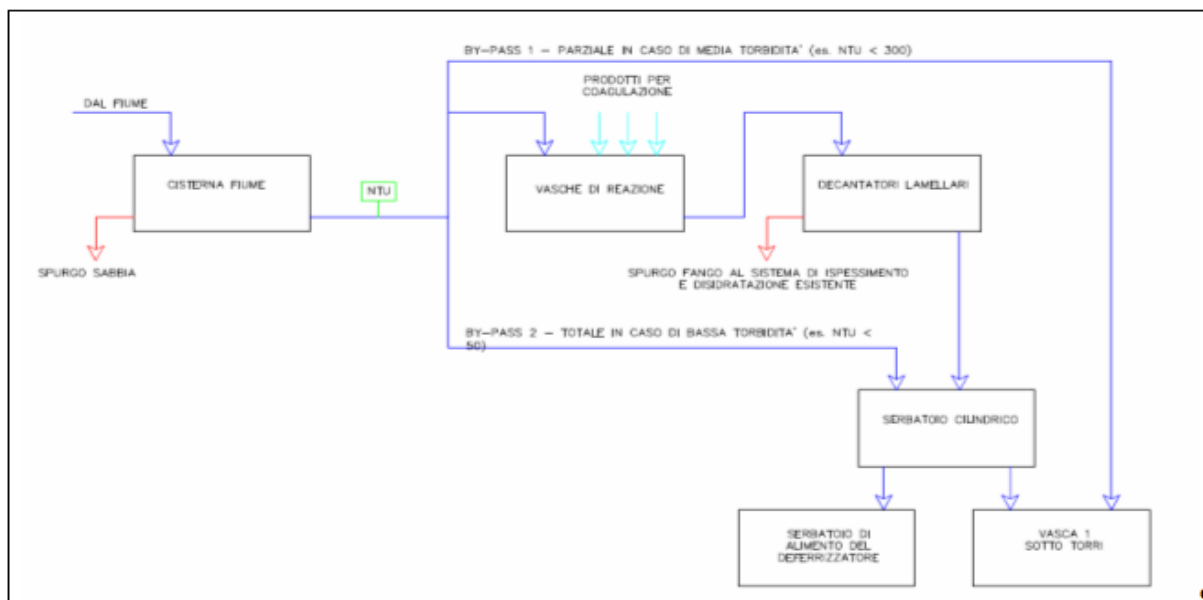 BY-PASS 1 - PARZIALE IN CASO DI MEDIA TORBIDITA' (es. NTU < 300)
PRODOTTI PER
COAGULAZIONE
DAL FIUME
CISTERNA FIUME
NTU
VASCHE DI REAZIONE
DECANTATORI LAMELLARI
SPURGO SABBIA
SPURGO FANGO AL SISTEMA DI ISPESSIMENTO
E DISIDRATAZIONE ESISTENTE
BY-PASS 2 - TOTALE IN CASO DI BASSA TORBIDITA' (es. NTU <
50)
SERBATOIO CILINDRICO
SERBATOIO DI
ALIMENTO DEL
DEFERRIZZATORE
VASCA 1
SOTTO TORRI